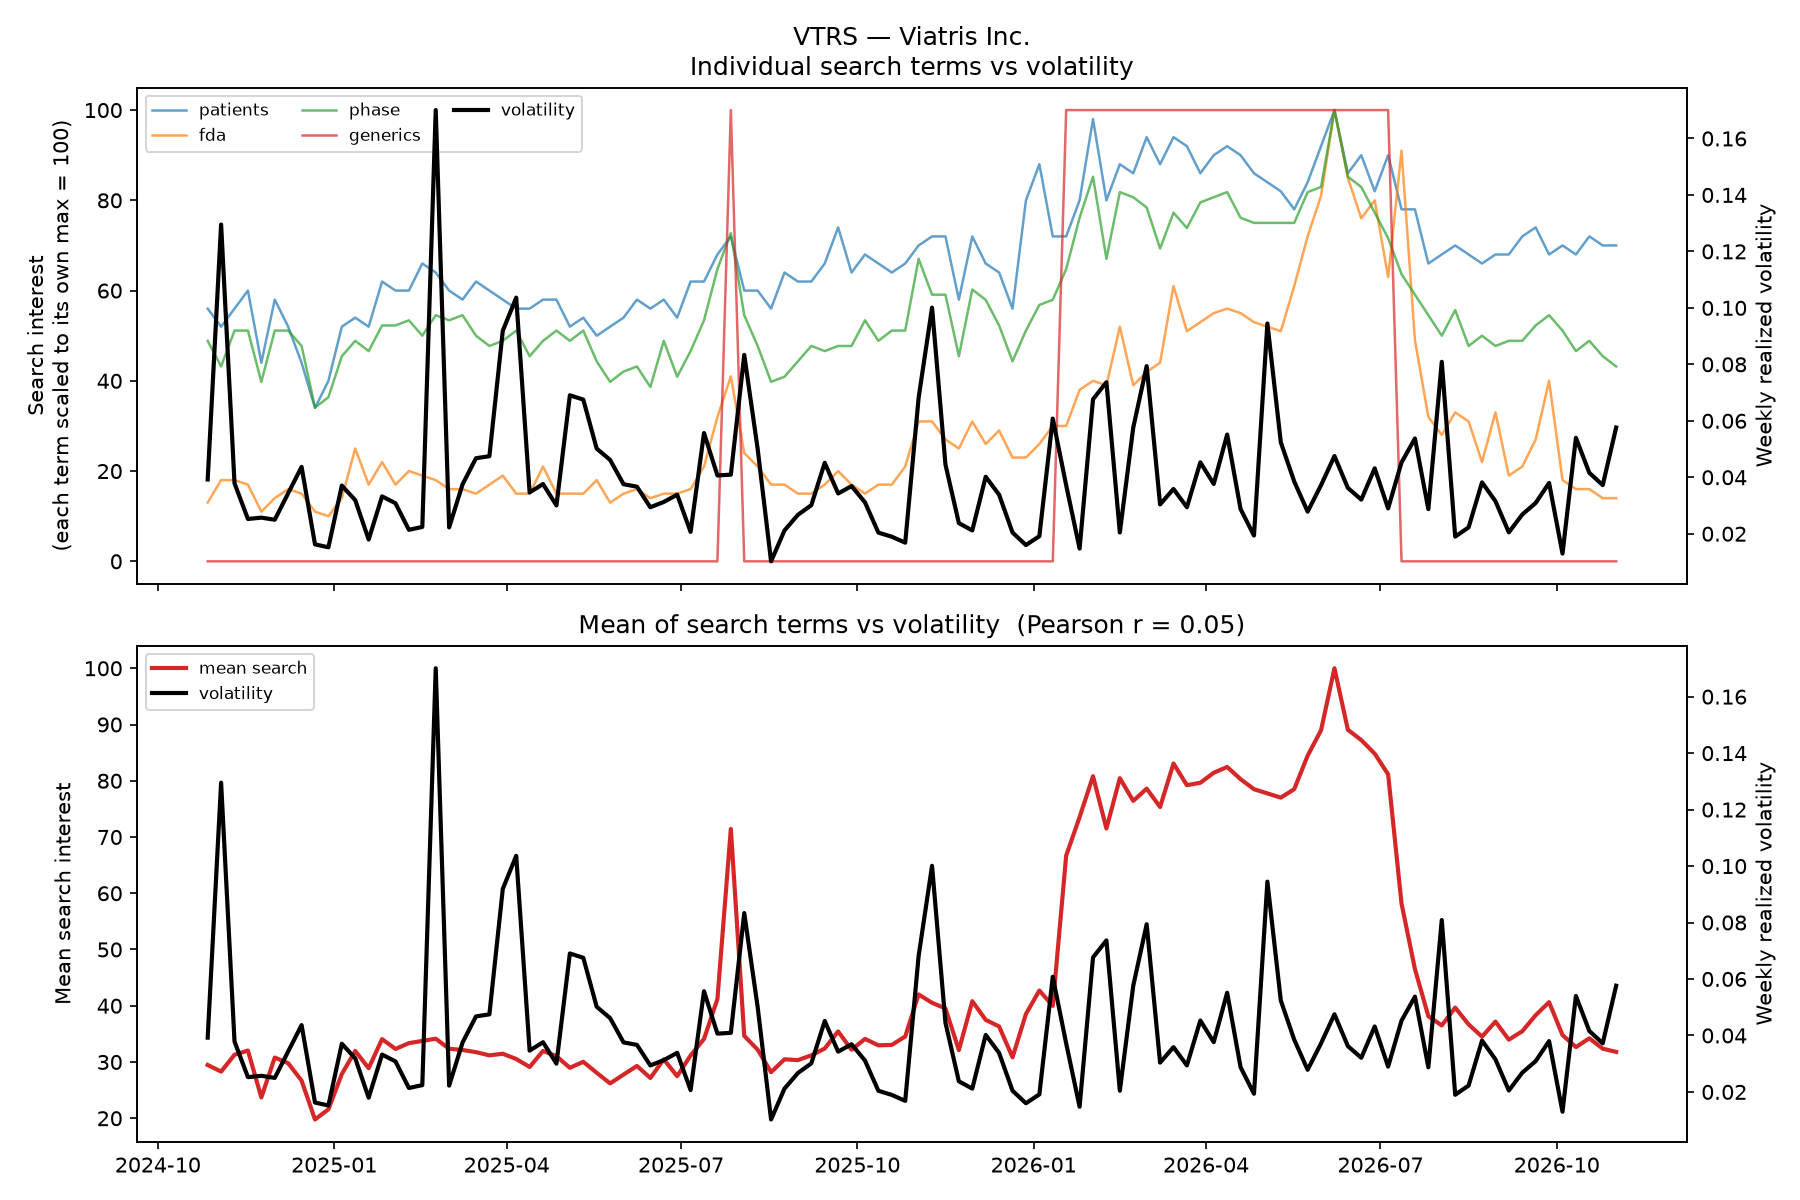 VTRS — Viatris Inc.
Individual search terms vs volatility
patients
fda
phase
generics
volatility
Search interest
(each term scaled to its own max = 100)
100
80
60
40
20
0
0.16
0.14
0.12
0.10
0.08
0.06
0.04
0.02
Weekly realized volatility
Mean of search terms vs volatility  (Pearson r = 0.05)
mean search
volatility
Mean search interest
100
90
80
70
60
50
40
30
20
0.16
0.14
0.12
0.10
0.08
0.06
0.04
0.02
Weekly realized volatility
2024-10 2025-01 2025-04 2025-07 2025-10 2026-01 2026-04 2026-07 2026-10